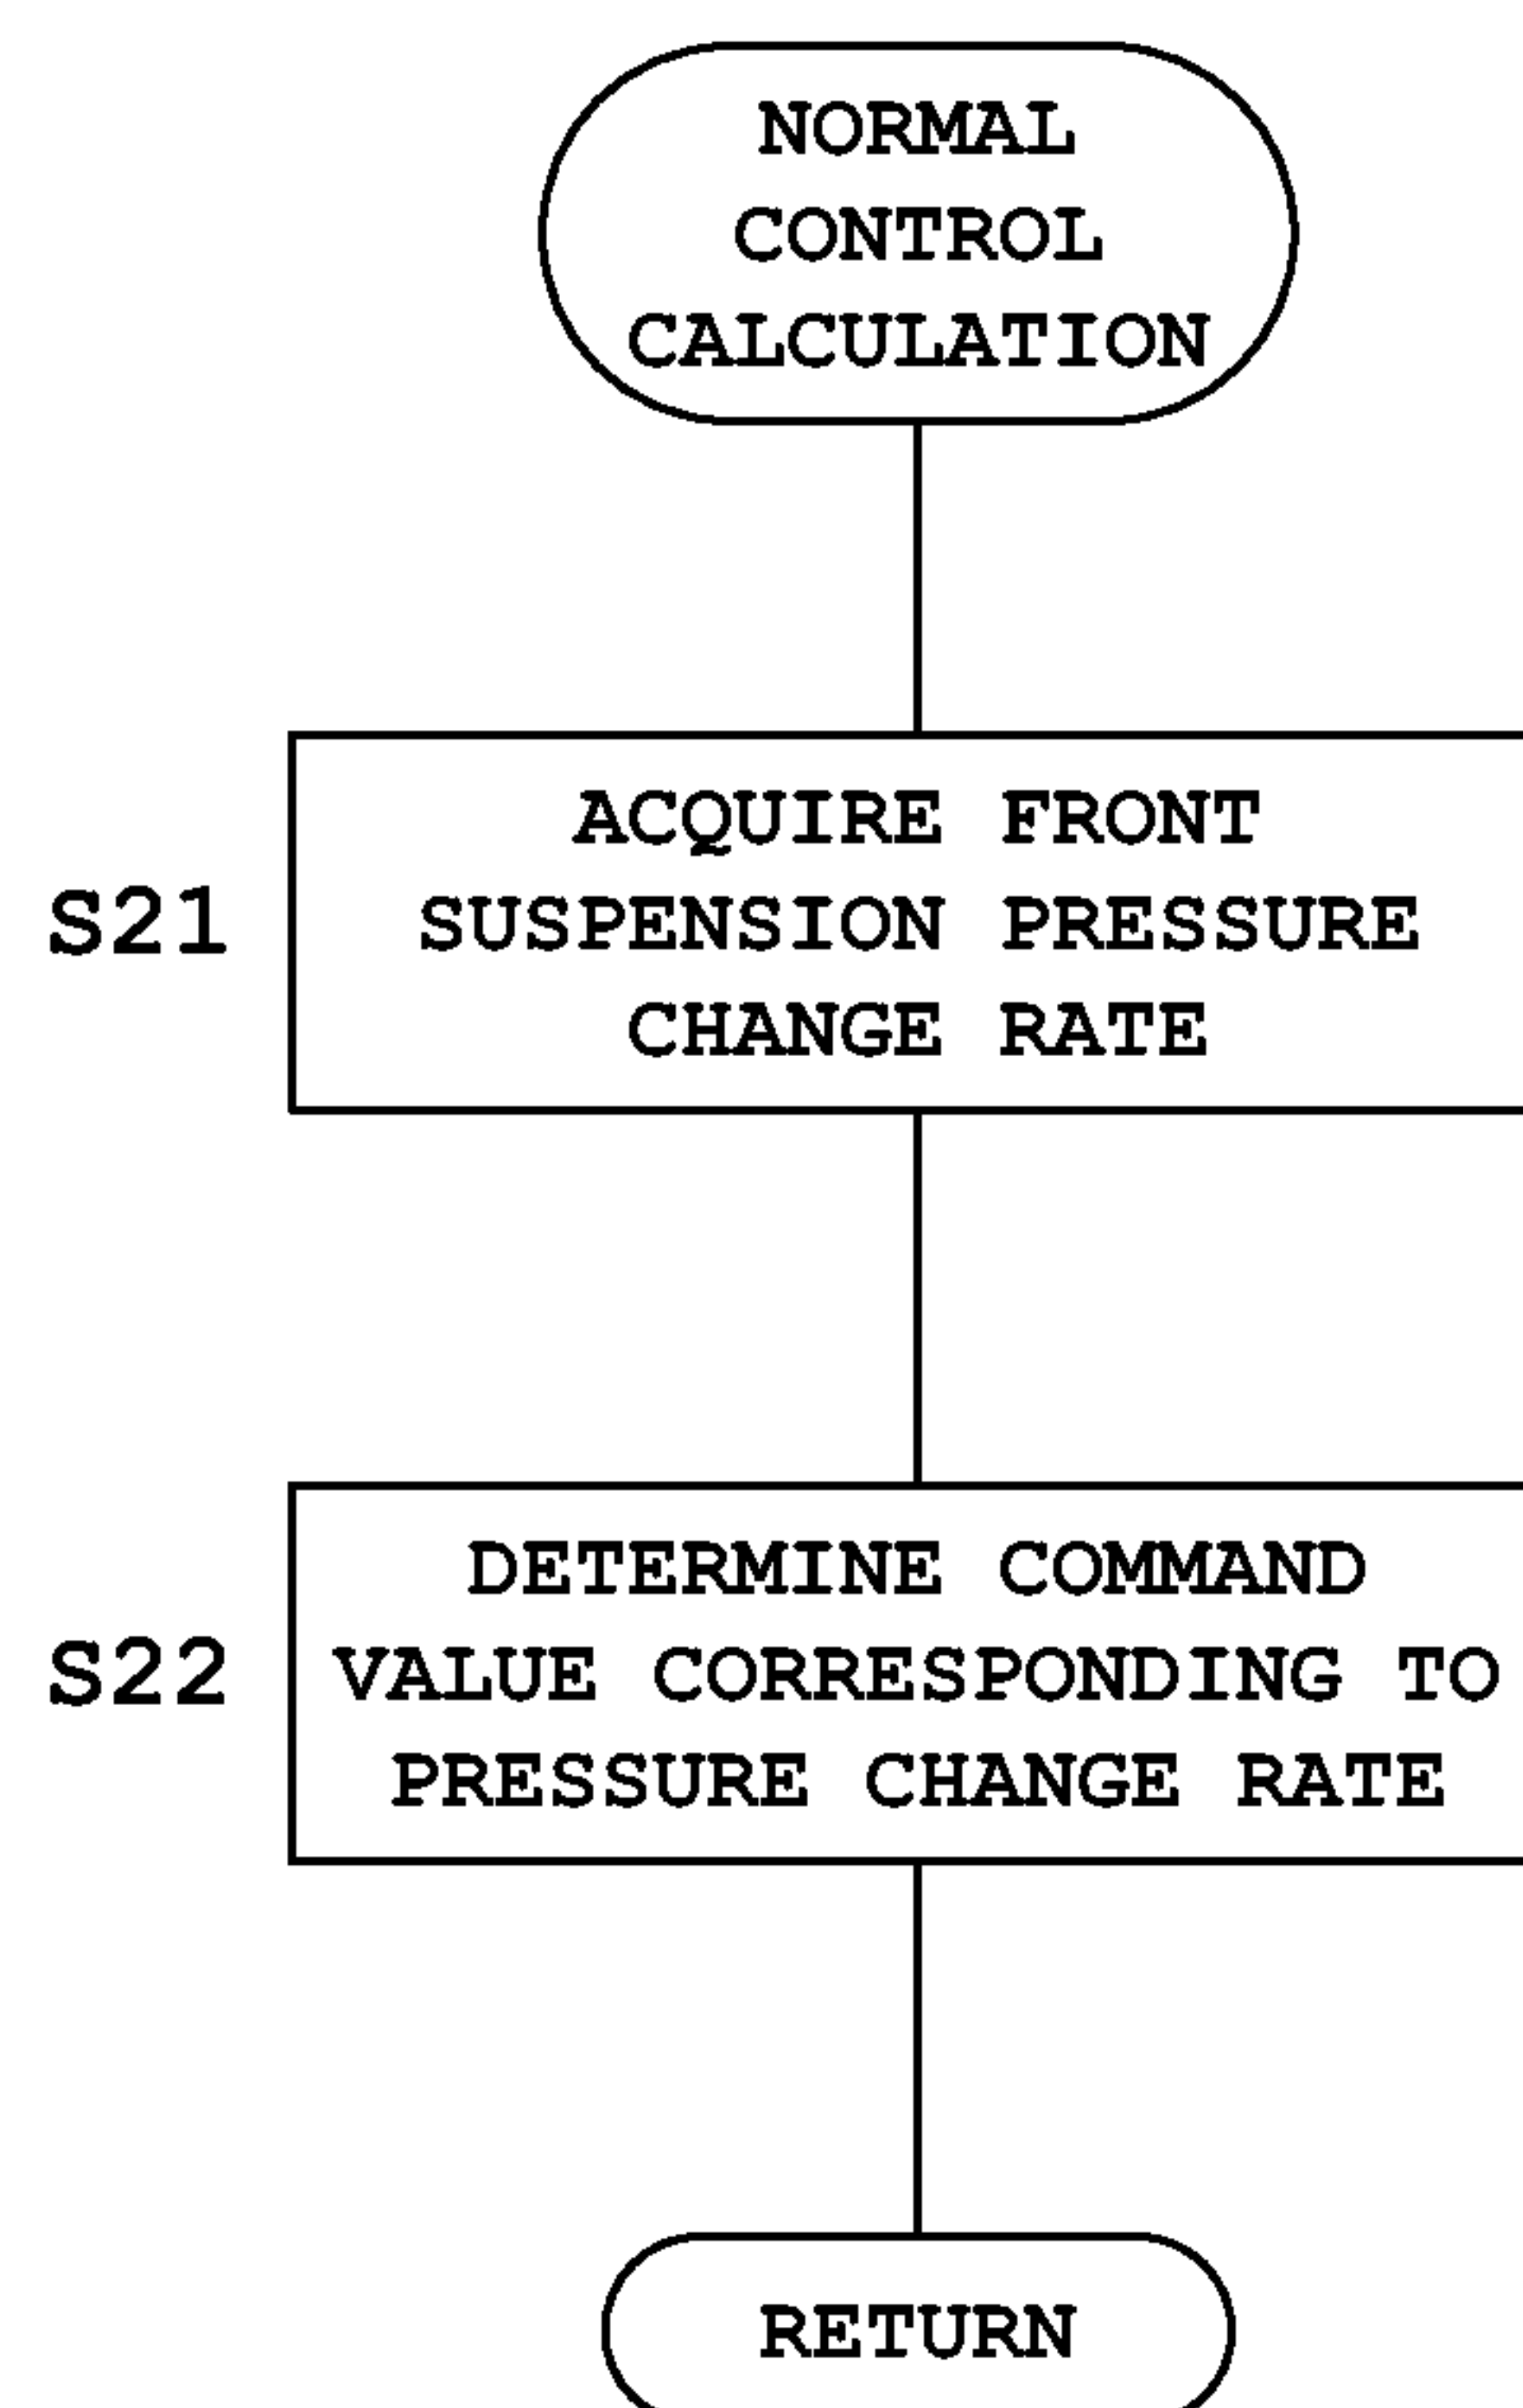 NORMAL
CONTROL
CALCULATION
S21
ACQUIRE FRONT
SUSPENSION PRESSURE
CHANGE RATE
S22
DETERMINE COMMAND
VALUE CORRESPONDING TO
PRESSURE CHANGE RATE
RETURN